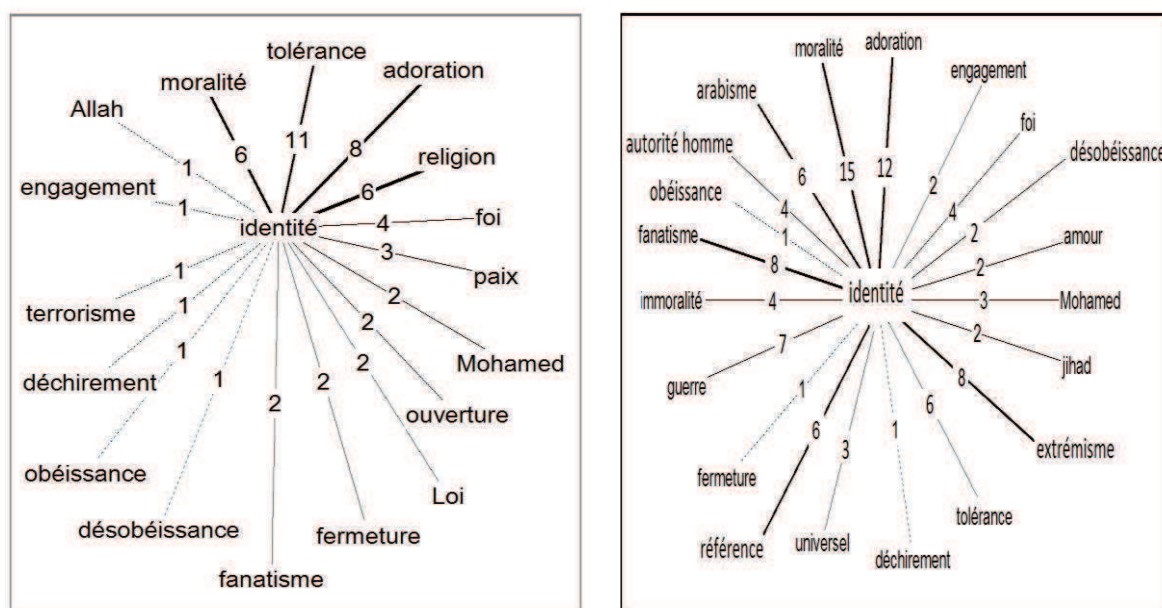 tolérance
moralité
adoration
Allah
11
6
8
religion
1
6
engagement
1
identité
4
foi
3
paix
1
2
terrorisme
1
2
Mohamed
1
2
déchirement
1
2
2
ouverture
obéissance
Loi
désobéissance
fermeture
fanatisme
adoration
moralité
engagement
arabisme
foi
autorité homme
désobéissance
6
15
12
2
obéissance
4
4
fanatisme
1
2
amour
8
2
immoralité
4
identité
3
Mohamed
7
2
jihad
guerre
8
1
6
extrémisme
6
3
1
fermeture
tolérance
référence
universel
déchirement